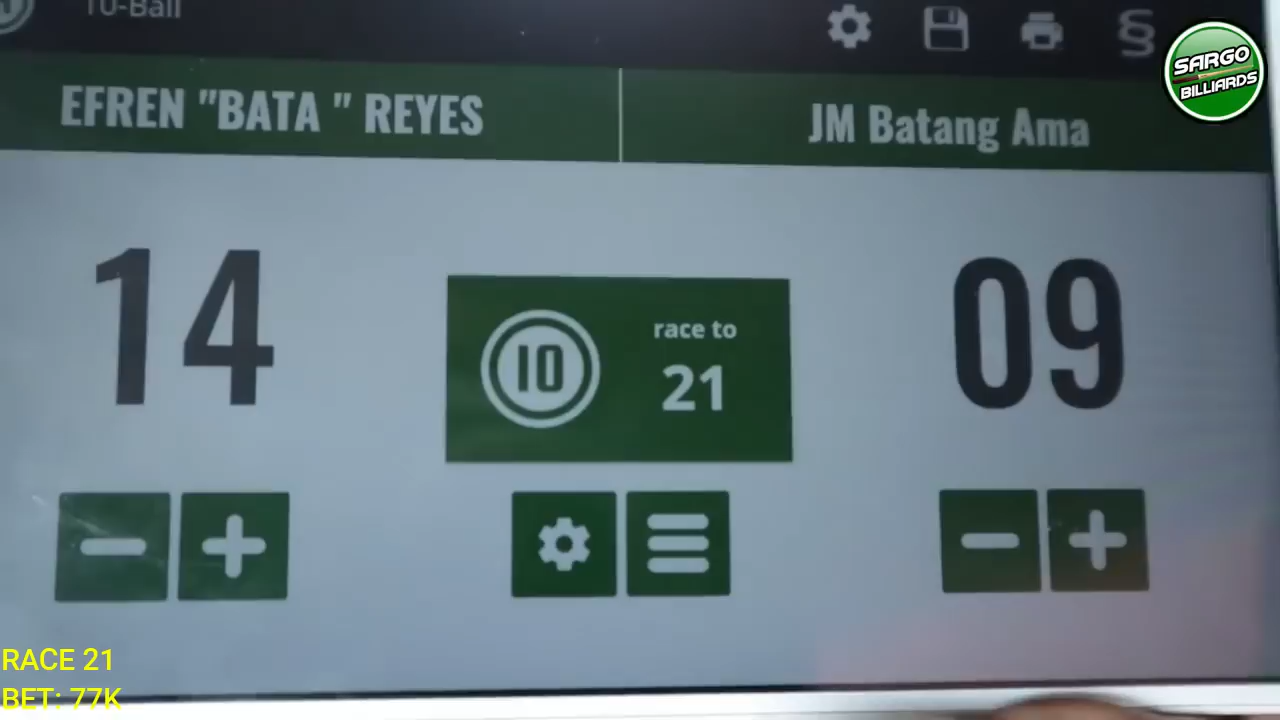 10-Ball
§
SARGO
BILLIARDS
EFREN "BATA " REYES
JM Batang Ama
14
10
race to
21
09
RACE 21
BET: 77K